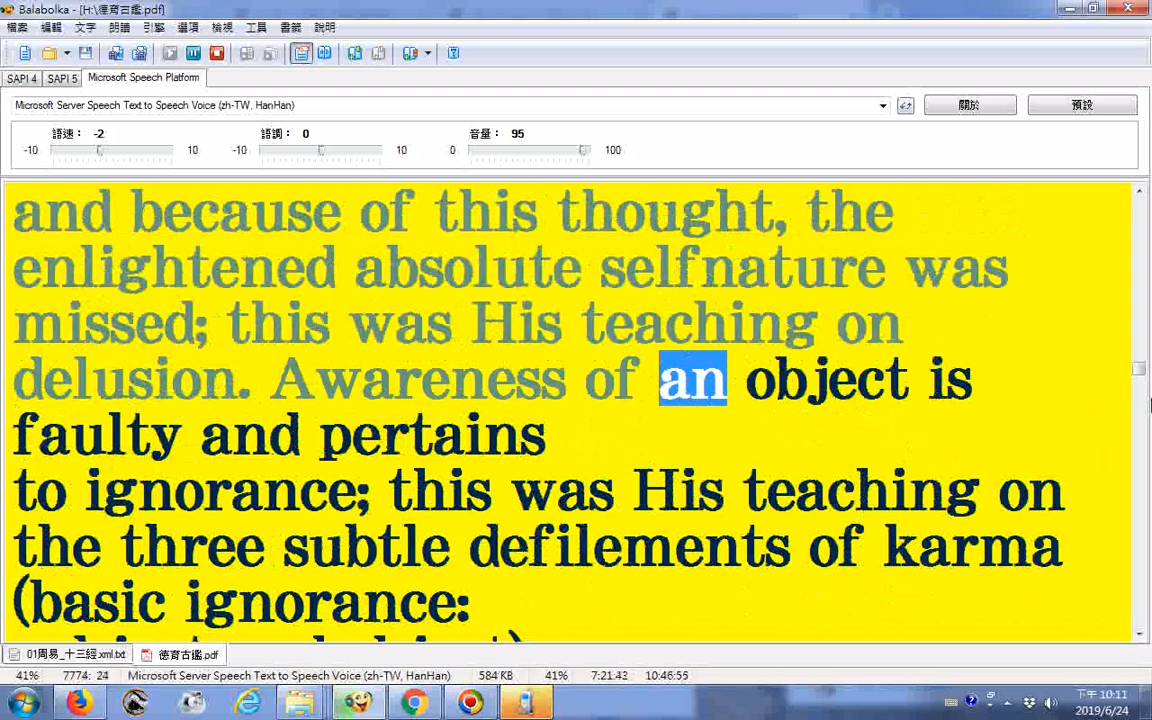 Balabolka - [H:\德育古鑑.pdf]
檔案 編輯 文字 朗讀 引擎 選項 檢視 工具 書籤 說明
SAPI 4 SAPI 5 Microsoft Speech Platform
Microsoft Server Speech Text to Speech Voice (zh-TW, HanHan) 關於 預設
語速： -2 語調： 0 音量： 95
-10 10 -10 10 0 100
and because of this thought, the
enlightened absolute selfnature was
missed; this was His teaching on
delusion. Awareness of an object is
faulty and pertains
to ignorance; this was His teaching on
the three subtle defilements of karma
(basic ignorance:
01周易_十三經.xml.txt 德育古鑑.pdf
41% 7774: 24 Microsoft Server Speech Text to Speech Voice (zh-TW, HanHan) 584 KB 41% 7:21:43 10:46:55
下午 10:11
2019/6/24